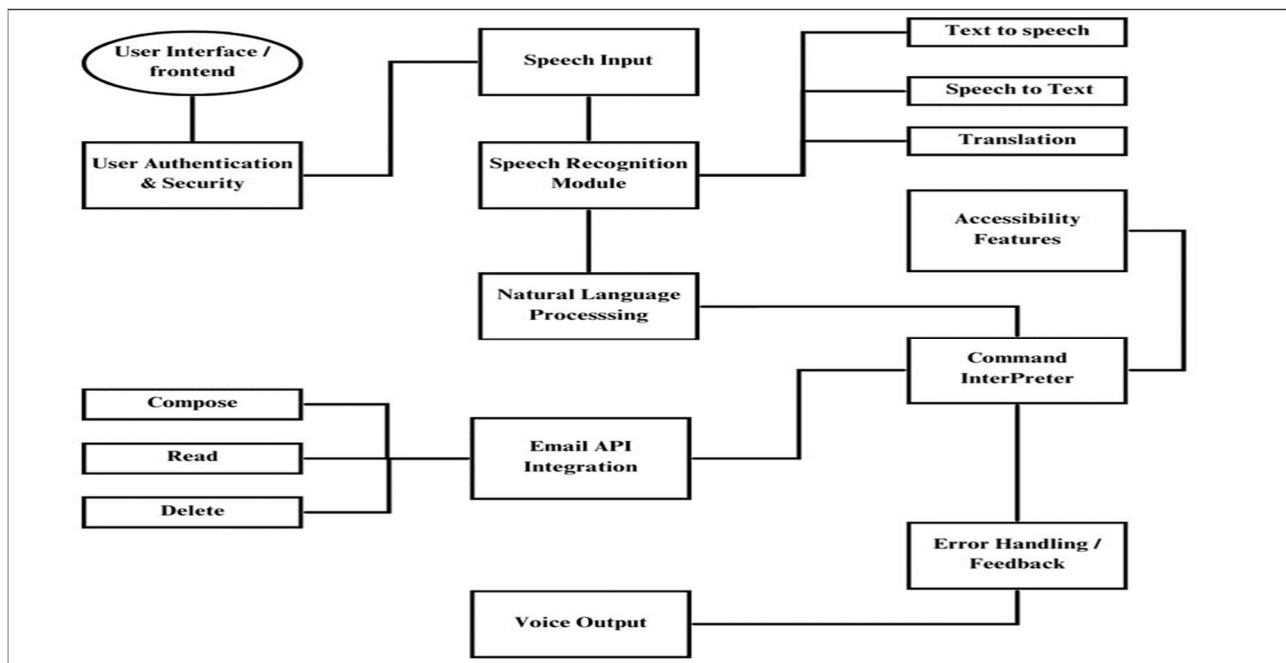 User Interface /
frontend
Speech Input
Text to speech
Speech to Text
User Authentication
& Security
Speech Recognition
Module
Translation
Accessibility
Features
Natural Language
Processsing
Command
InterPreter
Compose
Read
Delete
Email API
Integration
Error Handling /
Feedback
Voice Output